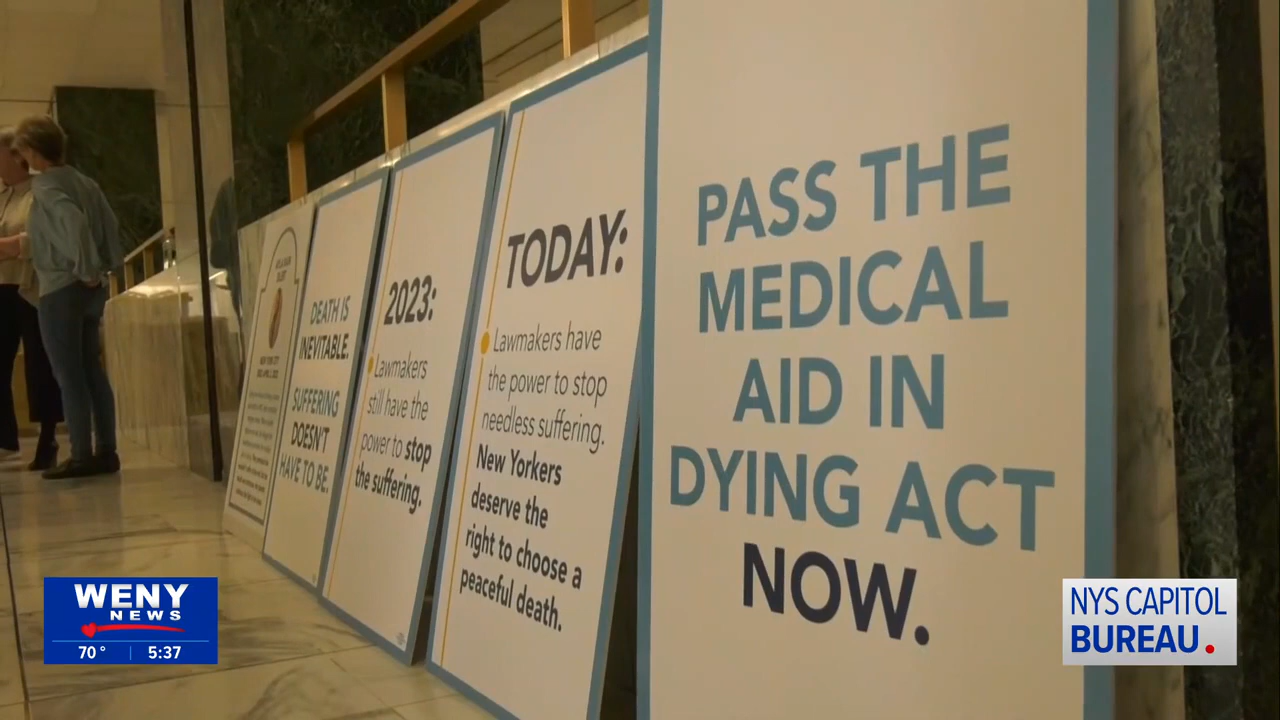 DEATH IS
INEVITABLE.
SUFFERING
DOESN'T
HAVE TO BE.
2023:
Lawmakers
still have the
power to stop
the suffering.
TODAY:
Lawmakers have
the power to stop
needless suffering.
New Yorkers
deserve the
right to choose a
peaceful death.
PASS THE
MEDICAL
AID IN
DYING ACT
NOW.
WENY
NEWS
70° | 5:37
NYS CAPITOL
BUREAU.